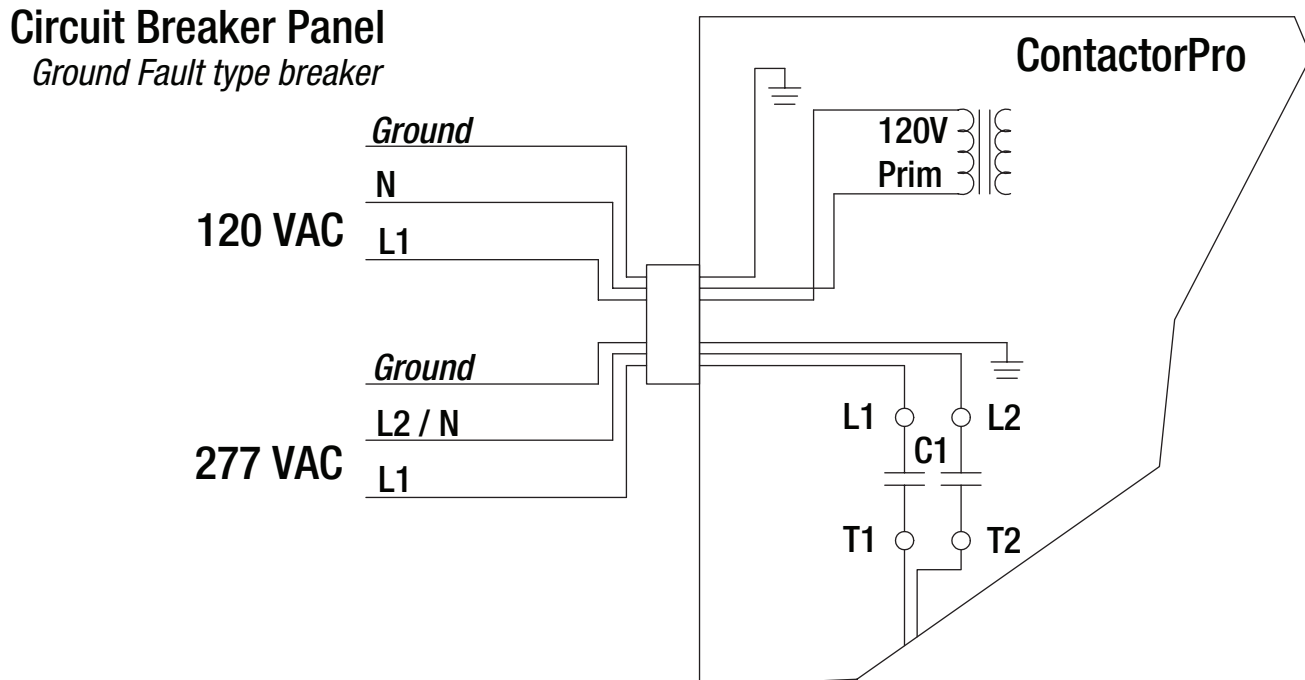 Circuit Breaker Panel
Ground Fault type breaker
ContactorPro
Ground
N
120 VAC
L1
120V
Prim
Ground
L2 / N
277 VAC
L1
L1
L2
C1
T1
T2